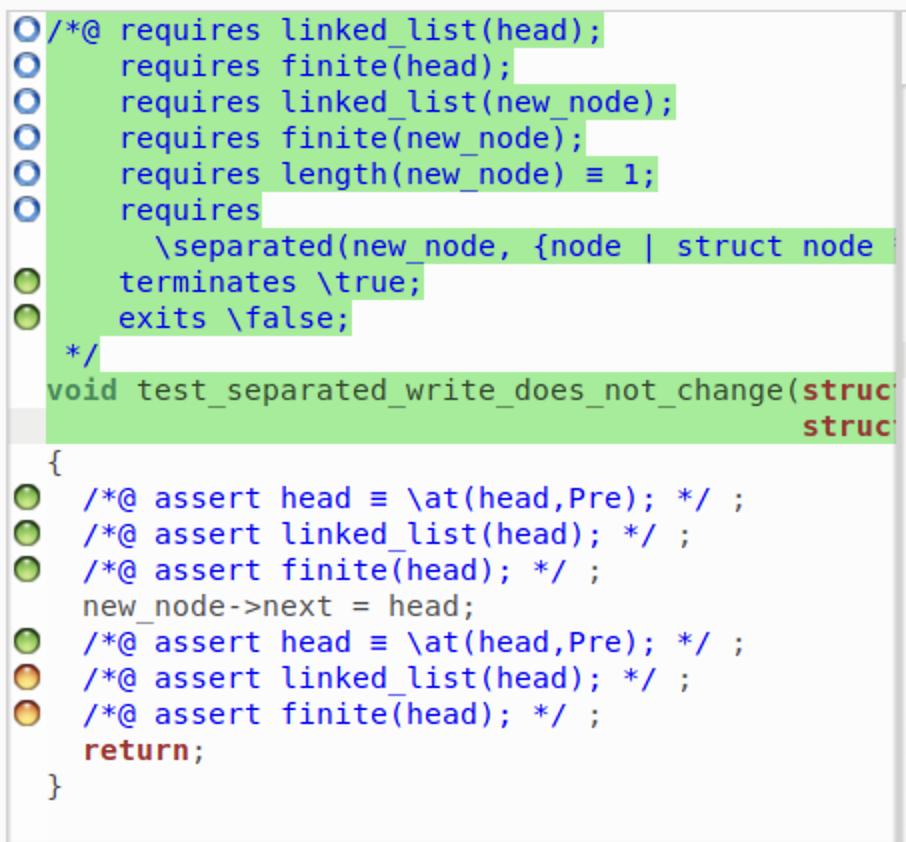 /*@ requires linked_list(head);
requires finite(head);
requires linked_list(new_node);
requires finite(new_node);
requires length(new_node) ≡ 1;
requires
\separated(new_node, {node | struct node
terminates \true;
exits \false;
*/
void test_separated_write_does_not_change(struc
struc
{
/*@ assert head ≡ \at(head,Pre); */ ;
/*@ assert linked_list(head); */ ;
/*@ assert finite(head); */ ;
new_node->next = head;
/*@ assert head ≡ \at(head,Pre); */ ;
/*@ assert linked_list(head); */ ;
/*@ assert finite(head); */ ;
return;
}